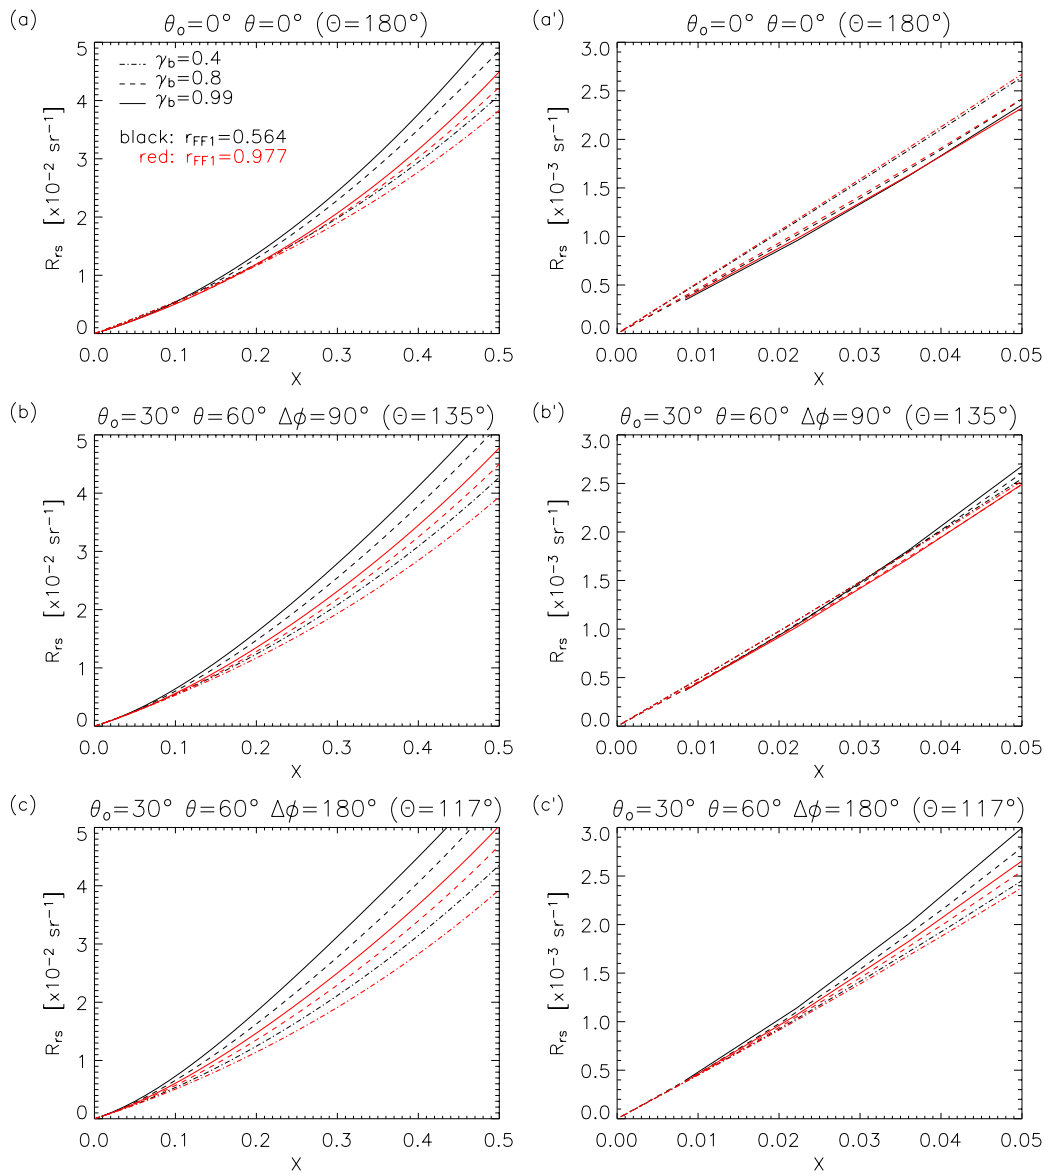 (a)
θₒ=0° θ=0° (Θ=180°)
5
4
3
2
1
0
Rrs [x10⁻² sr⁻¹]
γb=0.4
γb=0.8
γb=0.99
black: rFF1=0.564
red: rFF1=0.977
0.0 0.1 0.2 0.3 0.4 0.5
X
(a')
θₒ=0° θ=0° (Θ=180°)
3.0
2.5
2.0
1.5
1.0
0.5
0.0
Rrs [x10⁻³ sr⁻¹]
0.00 0.01 0.02 0.03 0.04 0.05
X
(b)
θₒ=30° θ=60° Δϕ=90° (Θ=135°)
5
4
3
2
1
0
Rrs [x10⁻² sr⁻¹]
0.0 0.1 0.2 0.3 0.4 0.5
X
(b')
θₒ=30° θ=60° Δϕ=90° (Θ=135°)
3.0
2.5
2.0
1.5
1.0
0.5
0.0
Rrs [x10⁻³ sr⁻¹]
0.00 0.01 0.02 0.03 0.04 0.05
X
(c)
θₒ=30° θ=60° Δϕ=180° (Θ=117°)
5
4
3
2
1
0
Rrs [x10⁻² sr⁻¹]
0.0 0.1 0.2 0.3 0.4 0.5
X
(c')
θₒ=30° θ=60° Δϕ=180° (Θ=117°)
3.0
2.5
2.0
1.5
1.0
0.5
0.0
Rrs [x10⁻³ sr⁻¹]
0.00 0.01 0.02 0.03 0.04 0.05
X